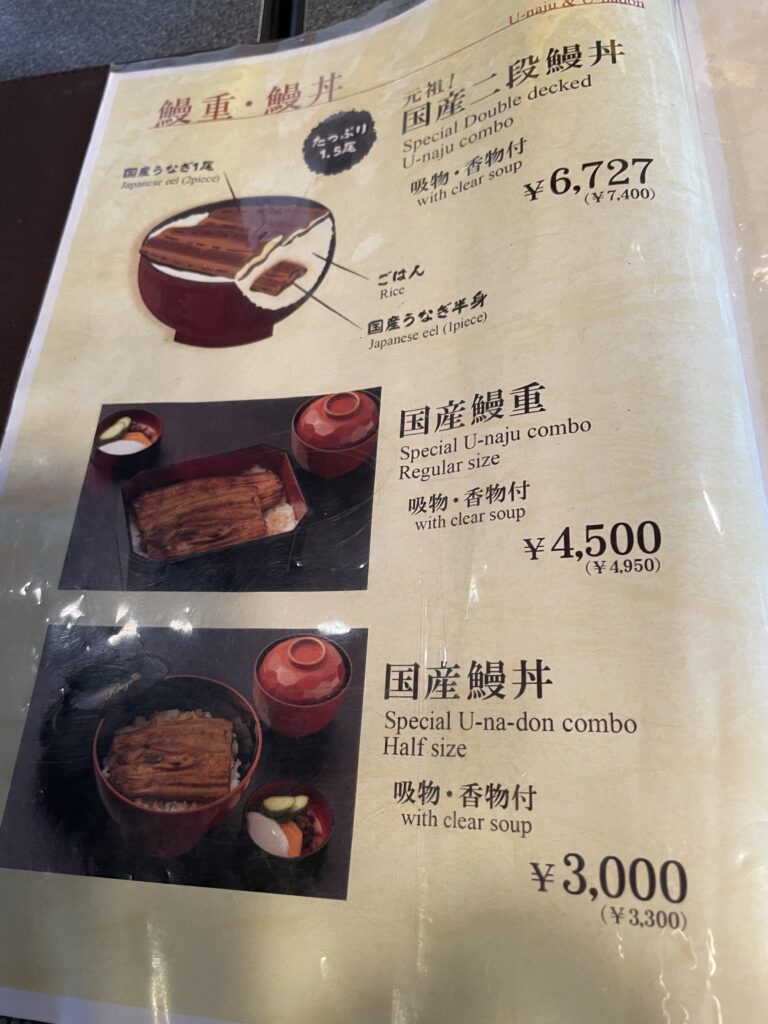 U-naju & U-nadon
鰻重・鰻丼
元祖！
国産二段鰻丼
Special Double decked
U-naju combo
吸物・香物付
with clear soup
¥6,727
(¥7,400)
たっぷり
1.5尾
国産うなぎ1尾
Japanese eel (2piece)
ごはん
Rice
国産うなぎ半身
Japanese eel (1piece)
国産鰻重
Special U-naju combo
Regular size
吸物・香物付
with clear soup
¥4,500
(¥4,950)
国産鰻丼
Special U-na-don combo
Half size
吸物・香物付
with clear soup
¥3,000
(¥3,300)